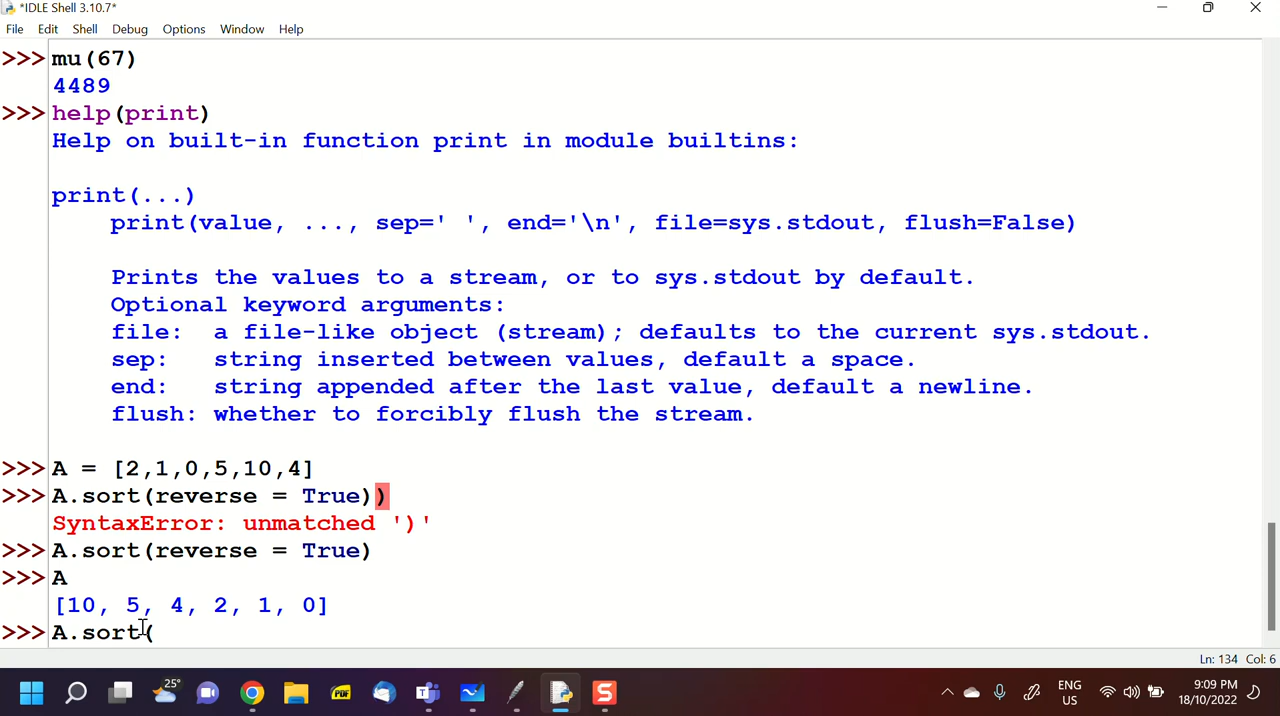 *IDLE Shell 3.10.7*
File Edit Shell Debug Options Window Help
>>> mu(67)
4489
>>> help(print)
Help on built-in function print in module builtins:
print(...)
print(value, ..., sep=' ', end='\n', file=sys.stdout, flush=False)
Prints the values to a stream, or to sys.stdout by default.
Optional keyword arguments:
file: a file-like object (stream); defaults to the current sys.stdout.
sep: string inserted between values, default a space.
end: string appended after the last value, default a newline.
flush: whether to forcibly flush the stream.
>>> A = [2,1,0,5,10,4]
>>> A.sort(reverse = True))
SyntaxError: unmatched ')'
>>> A.sort(reverse = True)
>>> A
[10, 5, 4, 2, 1, 0]
>>> A.sort(
Ln: 134 Col: 6
25°
PDF
S
ENG
US
9:09 PM
18/10/2022